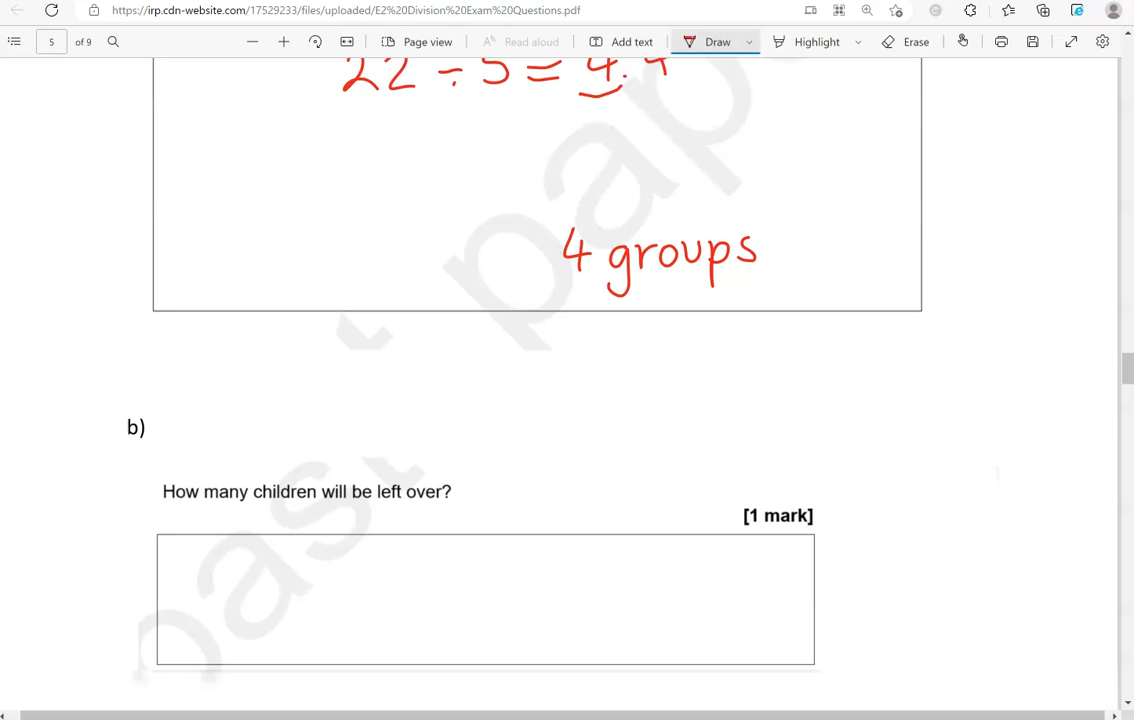 https://irp.cdn-website.com/17529233/files/uploaded/E2%20Division%20Exam%20Questions.pdf
5 of 9 Page view Read aloud Add text Draw Highlight Erase
22 ÷ 5 = 4.4
4 groups
b)
How many children will be left over?
[1 mark]
past pap